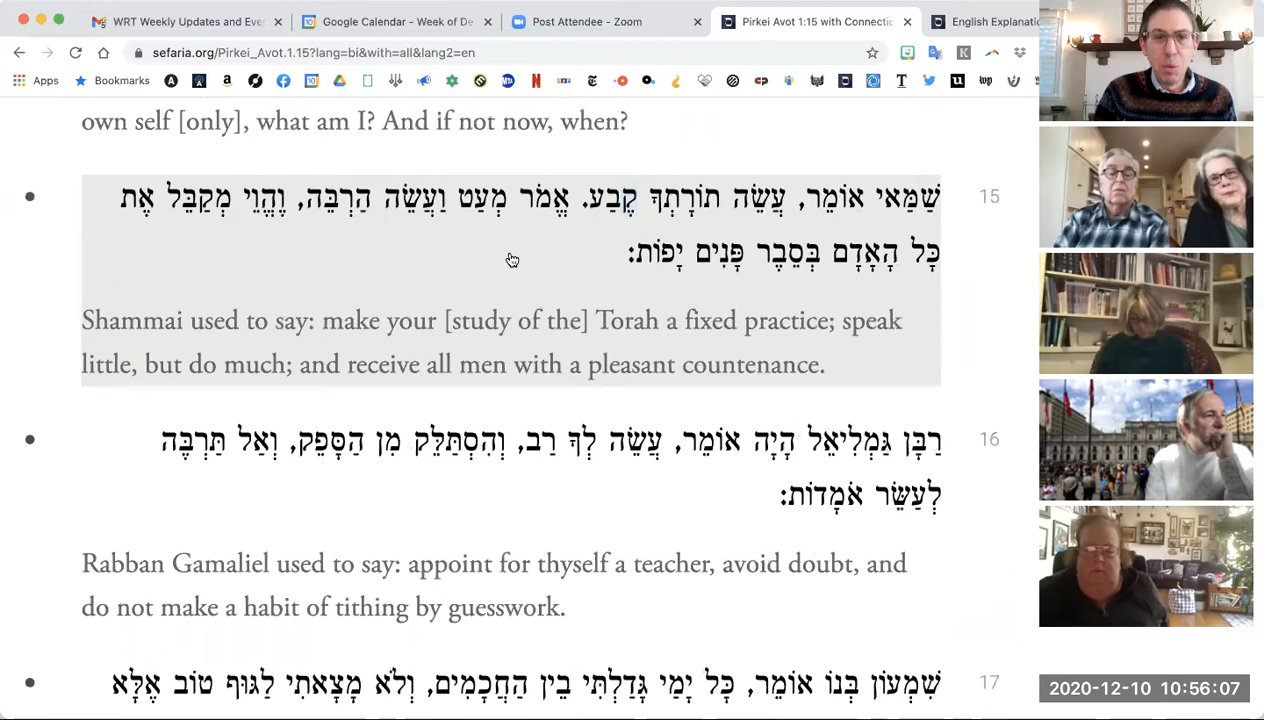 WRT Weekly Updates and Ever
Google Calendar - Week of De
Post Attendee - Zoom
Pirkei Avot 1:15 with Connectic
English Explanatio
sefaria.org/Pirkei_Avot.1.15?lang=bi&with=all&lang2=en
Apps
Bookmarks
own self [only], what am I? And if not now, when?
שַׁמַּאי אוֹמֵר, עֲשֵׂה תוֹרָתְךָ קֶבַע. אֱמֹר מְעַט וַעֲשֵׂה הַרְבֵּה, וֶהֱוֵי מְקַבֵּל אֶת
15
כָּל הָאָדָם בְּסֵבֶר פָּנִים יָפוֹת:
Shammai used to say: make your [study of the] Torah a fixed practice; speak
little, but do much; and receive all men with a pleasant countenance.
רַבָּן גַּמְלִיאֵל הָיָה אוֹמֵר, עֲשֵׂה לְךָ רַב, וְהִסְתַּלֵּק מִן הַסָּפֵק, וְאַל תַּרְבֶּה
16
לְעַשֵּׂר אֹמָדוֹת:
Rabban Gamaliel used to say: appoint for thyself a teacher, avoid doubt, and
do not make a habit of tithing by guesswork.
שִׁמְעוֹן בְּנוֹ אוֹמֵר, כָּל יָמַי גָּדַלְתִּי בֵין הַחֲכָמִים, וְלֹא מָצָאתִי לַגּוּף טוֹב אֶלָּא
17
2020-12-10 10:56:07